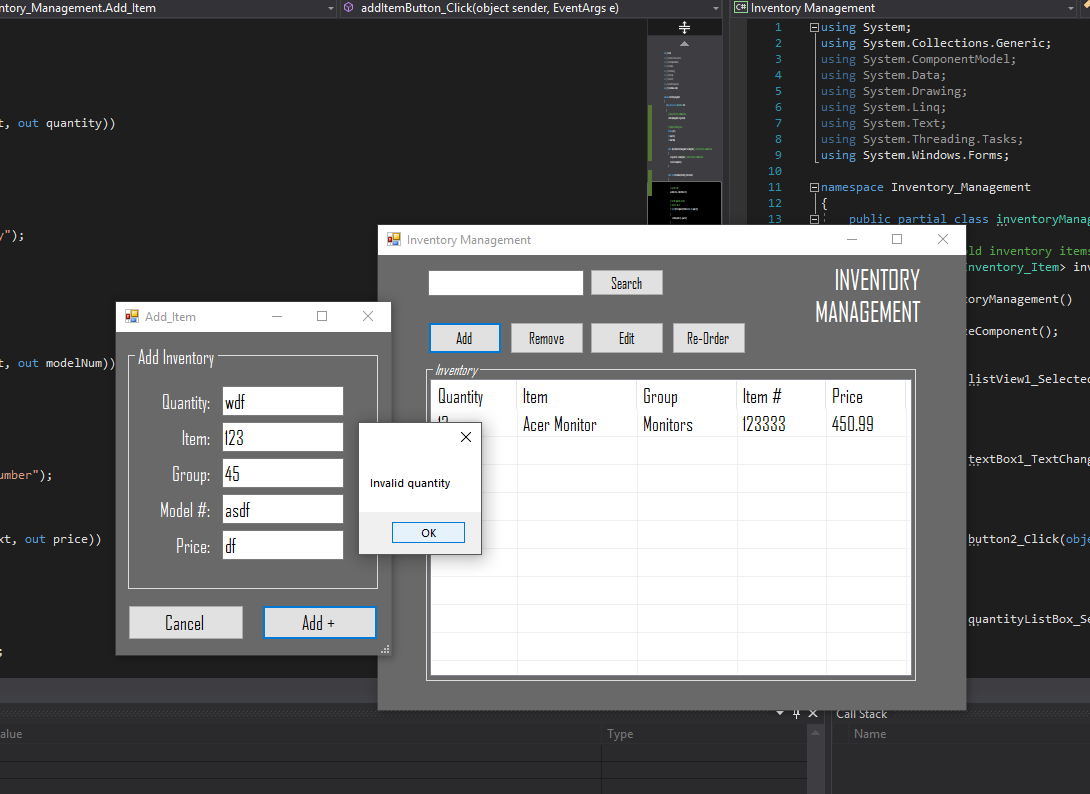 ntory_Management.Add_Item
addItemButton_Click(object sender, EventArgs e)
t, out quantity))
y");
t, out modelNum))
umber");
xt, out price))
;
C# Inventory Management
1 using System;
2 using System.Collections.Generic;
3 using System.ComponentModel;
4 using System.Data;
5 using System.Drawing;
6 using System.Linq;
7 using System.Text;
8 using System.Threading.Tasks;
9 using System.Windows.Forms;
10
11 namespace Inventory_Management
12 {
13 public partial class inventoryManag
ld inventory items
nventory_Item> inv
oryManagement()
eComponent();
listView1_Selected
textBox1_TextChang
button2_Click(obje
quantityListBox_Se
Inventory Management
Search
INVENTORY
MANAGEMENT
Add Remove Edit Re-Order
Inventory
Quantity Item Group Item # Price
Acer Monitor Monitors 123333 450.99
Add_Item
Add Inventory
Quantity: wdf
Item: 123
Group: 45
Model #: asdf
Price: df
Cancel Add +
Invalid quantity
OK
alue Type
Call Stack
Name